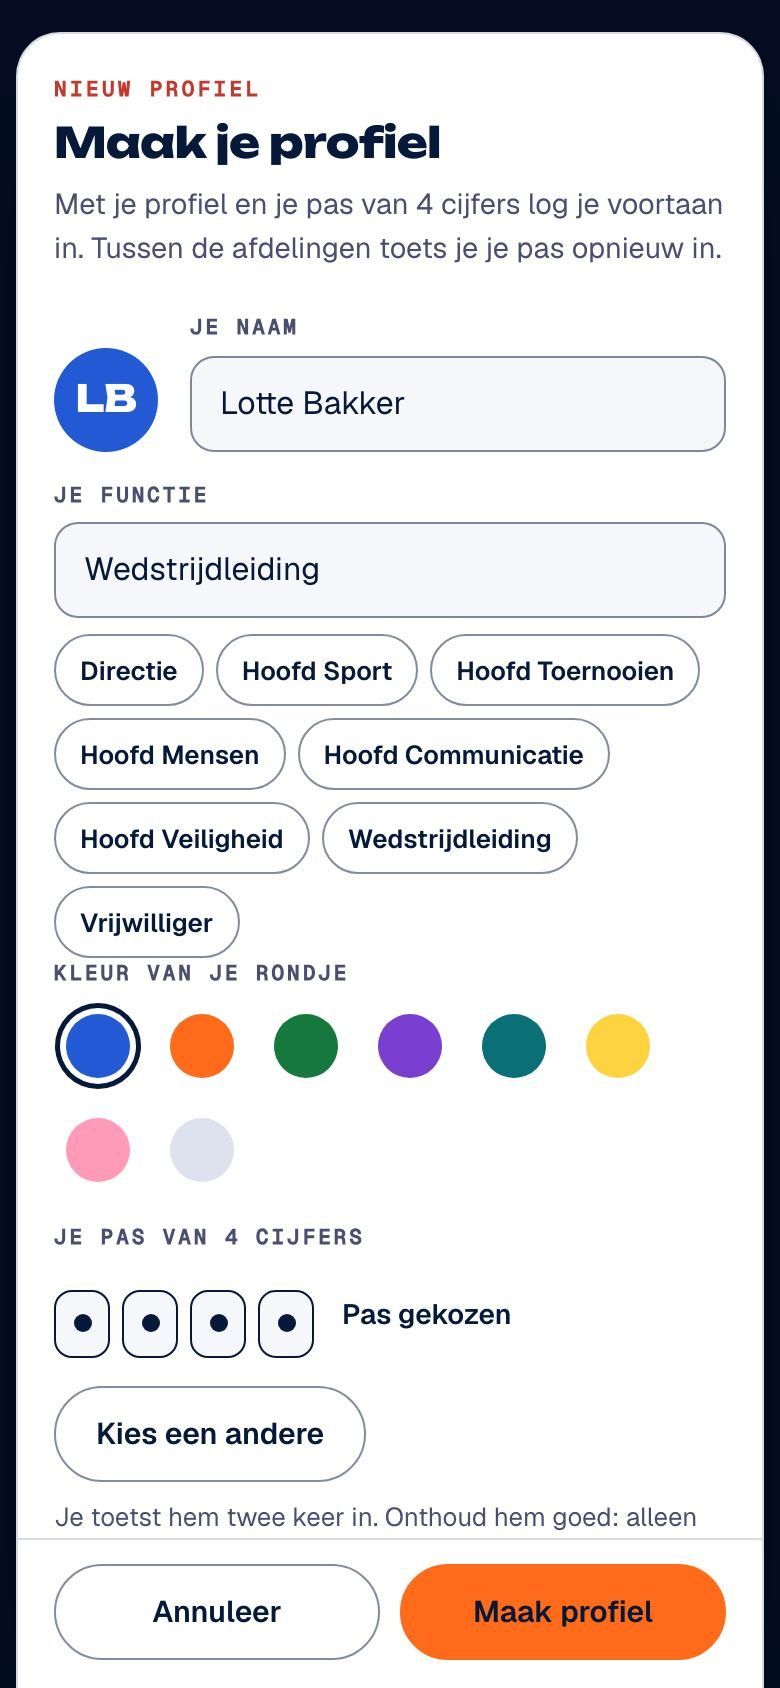 NIEUW PROFIEL
Maak je profiel
Met je profiel en je pas van 4 cijfers log je voortaan
in. Tussen de afdelingen toets je je pas opnieuw in.
JE NAAM
LB
Lotte Bakker
JE FUNCTIE
Wedstrijdleiding
Directie
Hoofd Sport
Hoofd Toernooien
Hoofd Mensen
Hoofd Communicatie
Hoofd Veiligheid
Wedstrijdleiding
Vrijwilliger
KLEUR VAN JE RONDJE
JE PAS VAN 4 CIJFERS
Pas gekozen
Kies een andere
Je toetst hem twee keer in. Onthoud hem goed: alleen
Annuleer
Maak profiel